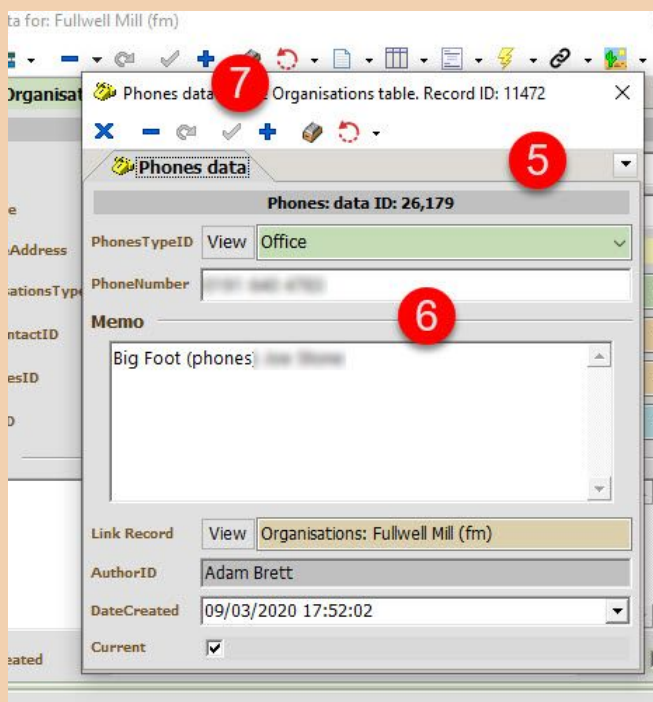 ta for: Fullwell Mill (fm)
Organisat
Phones data
7
Organisations table. Record ID: 11472
5
Phones data
Phones: data ID: 26,179
e
PhonesTypeID View Office
Address
PhoneNumber
sationsType
6
Memo
ntactID
Big Foot (phones)
esID
D
Link Record View Organisations: Fullwell Mill (fm)
AuthorID Adam Brett
DateCreated 09/03/2020 17:52:02
Current
eated